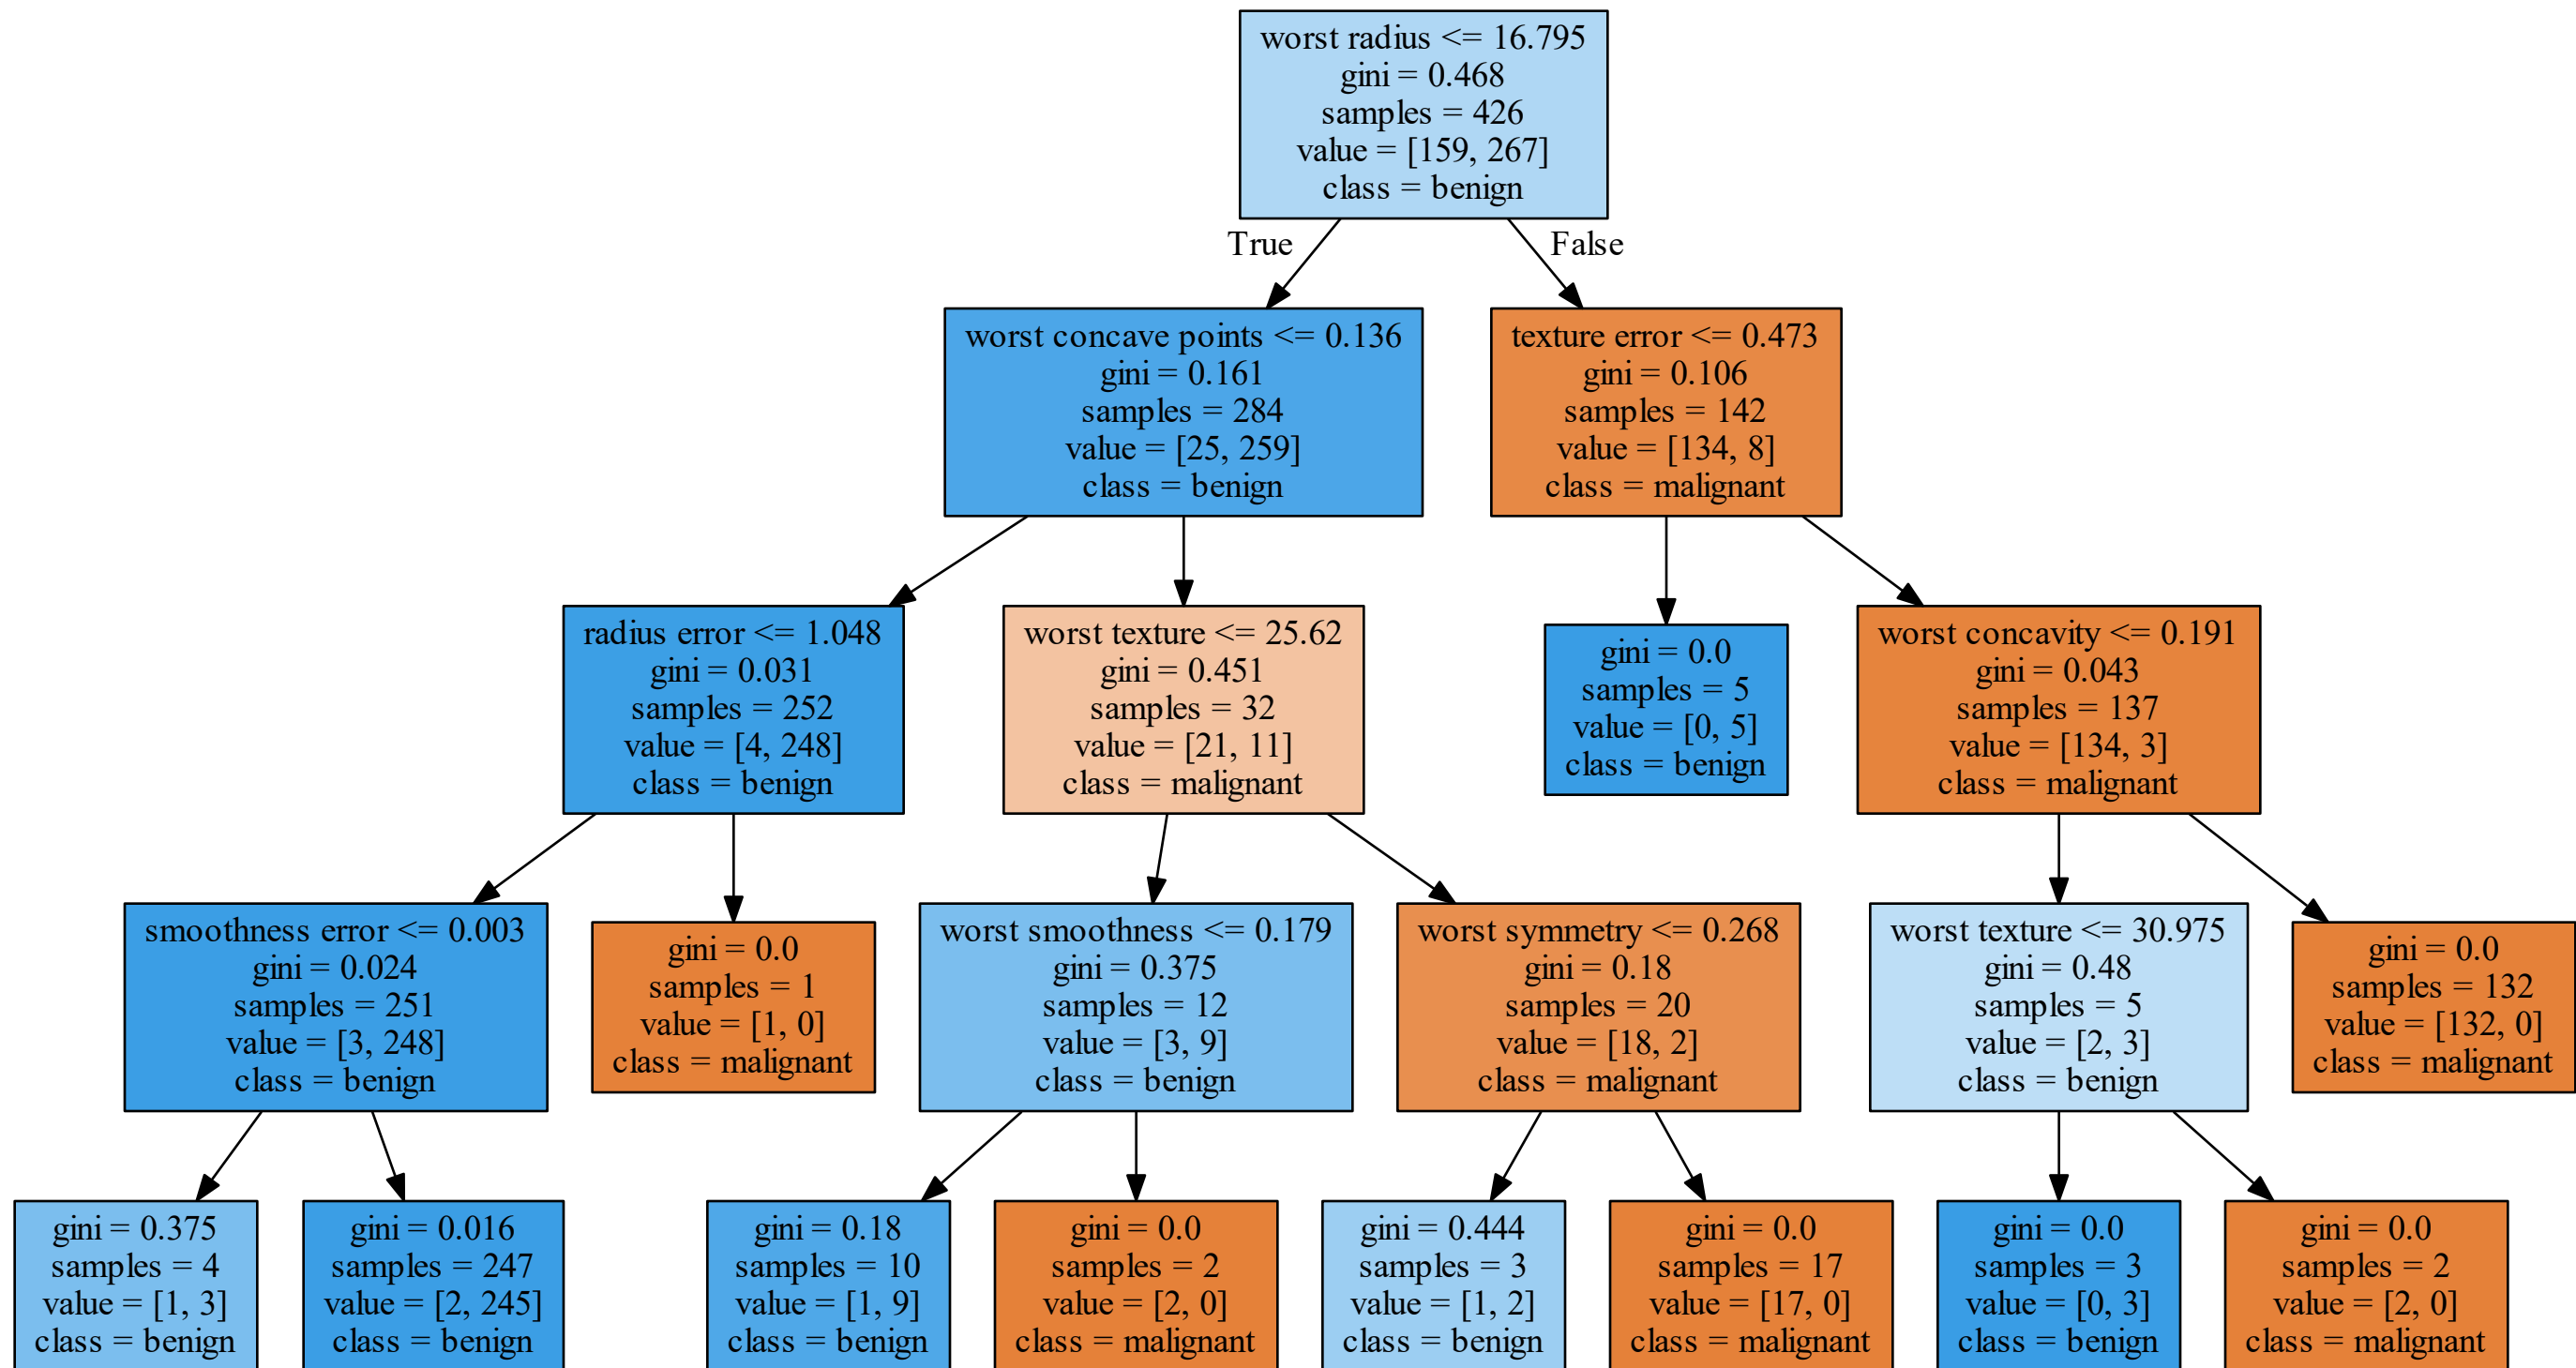 worst radius <= 16.795
gini = 0.468
samples = 426
value = [159, 267]
class = benign
True
False
worst concave points <= 0.136
gini = 0.161
samples = 284
value = [25, 259]
class = benign
texture error <= 0.473
gini = 0.106
samples = 142
value = [134, 8]
class = malignant
radius error <= 1.048
gini = 0.031
samples = 252
value = [4, 248]
class = benign
worst texture <= 25.62
gini = 0.451
samples = 32
value = [21, 11]
class = malignant
gini = 0.0
samples = 5
value = [0, 5]
class = benign
worst concavity <= 0.191
gini = 0.043
samples = 137
value = [134, 3]
class = malignant
smoothness error <= 0.003
gini = 0.024
samples = 251
value = [3, 248]
class = benign
gini = 0.0
samples = 1
value = [1, 0]
class = malignant
worst smoothness <= 0.179
gini = 0.375
samples = 12
value = [3, 9]
class = benign
worst symmetry <= 0.268
gini = 0.18
samples = 20
value = [18, 2]
class = malignant
worst texture <= 30.975
gini = 0.48
samples = 5
value = [2, 3]
class = benign
gini = 0.0
samples = 132
value = [132, 0]
class = malignant
gini = 0.375
samples = 4
value = [1, 3]
class = benign
gini = 0.016
samples = 247
value = [2, 245]
class = benign
gini = 0.18
samples = 10
value = [1, 9]
class = benign
gini = 0.0
samples = 2
value = [2, 0]
class = malignant
gini = 0.444
samples = 3
value = [1, 2]
class = benign
gini = 0.0
samples = 17
value = [17, 0]
class = malignant
gini = 0.0
samples = 3
value = [0, 3]
class = benign
gini = 0.0
samples = 2
value = [2, 0]
class = malignant